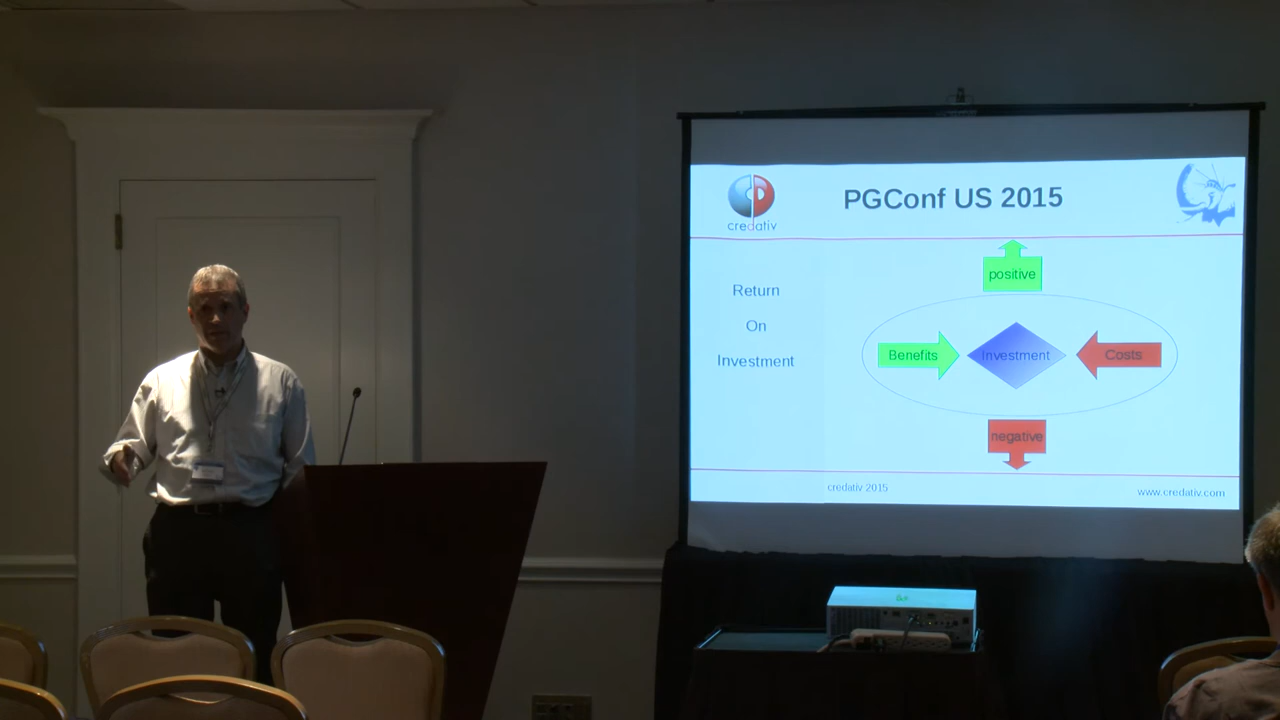 PGConf US 2015
credativ
positive
Return
On
Investment
Benefits
Investment
Costs
negative
credativ 2015
www.credativ.com